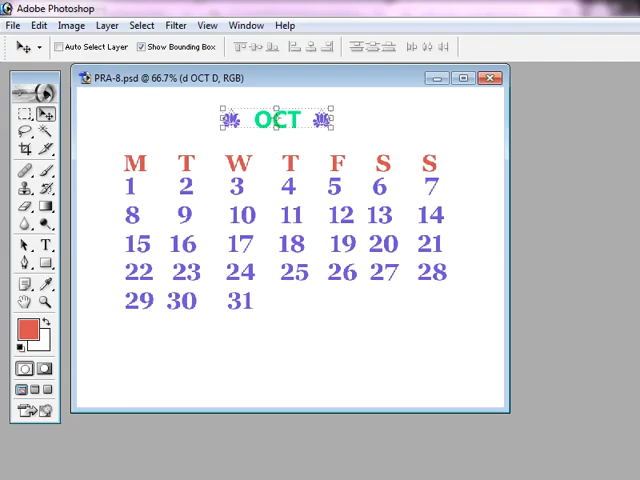 Adobe Photoshop
File Edit Image Layer Select Filter View Window Help
Auto Select Layer Show Bounding Box
PRA-8.psd @ 66.7% (d OCT D, RGB)
OCT
M T W T F S S
1 2 3 4 5 6 7
8 9 10 11 12 13 14
15 16 17 18 19 20 21
22 23 24 25 26 27 28
29 30 31